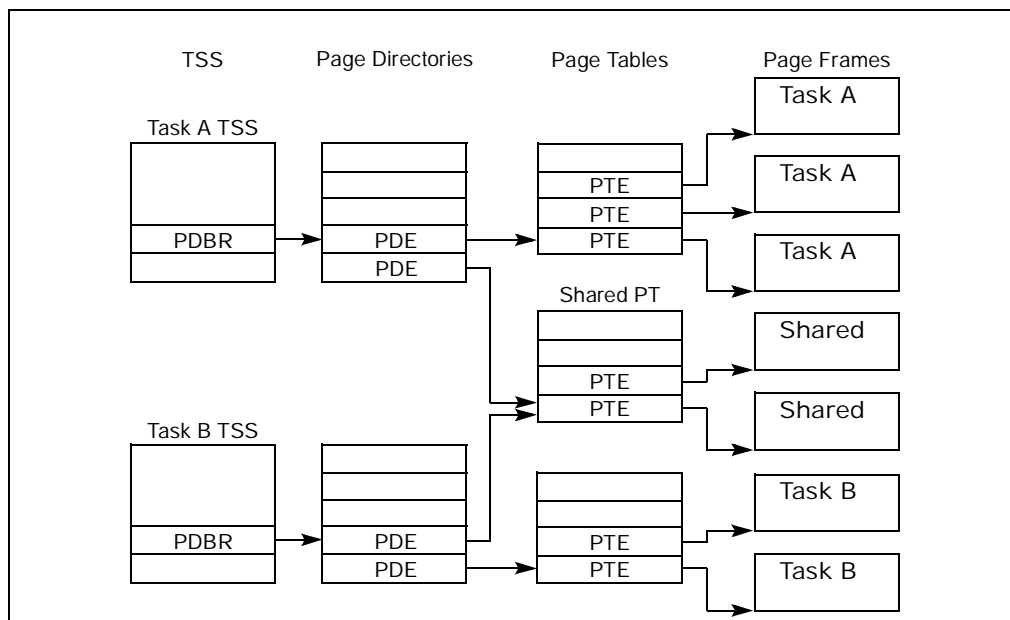 TSS
Page Directories
Page Tables
Page Frames
Task A TSS
PDBR
PDE
PDE
PTE
PTE
PTE
Task A
Task A
Task A
Shared PT
PTE
PTE
Shared
Shared
Task B TSS
PDBR
PDE
PDE
PTE
PTE
Task B
Task B